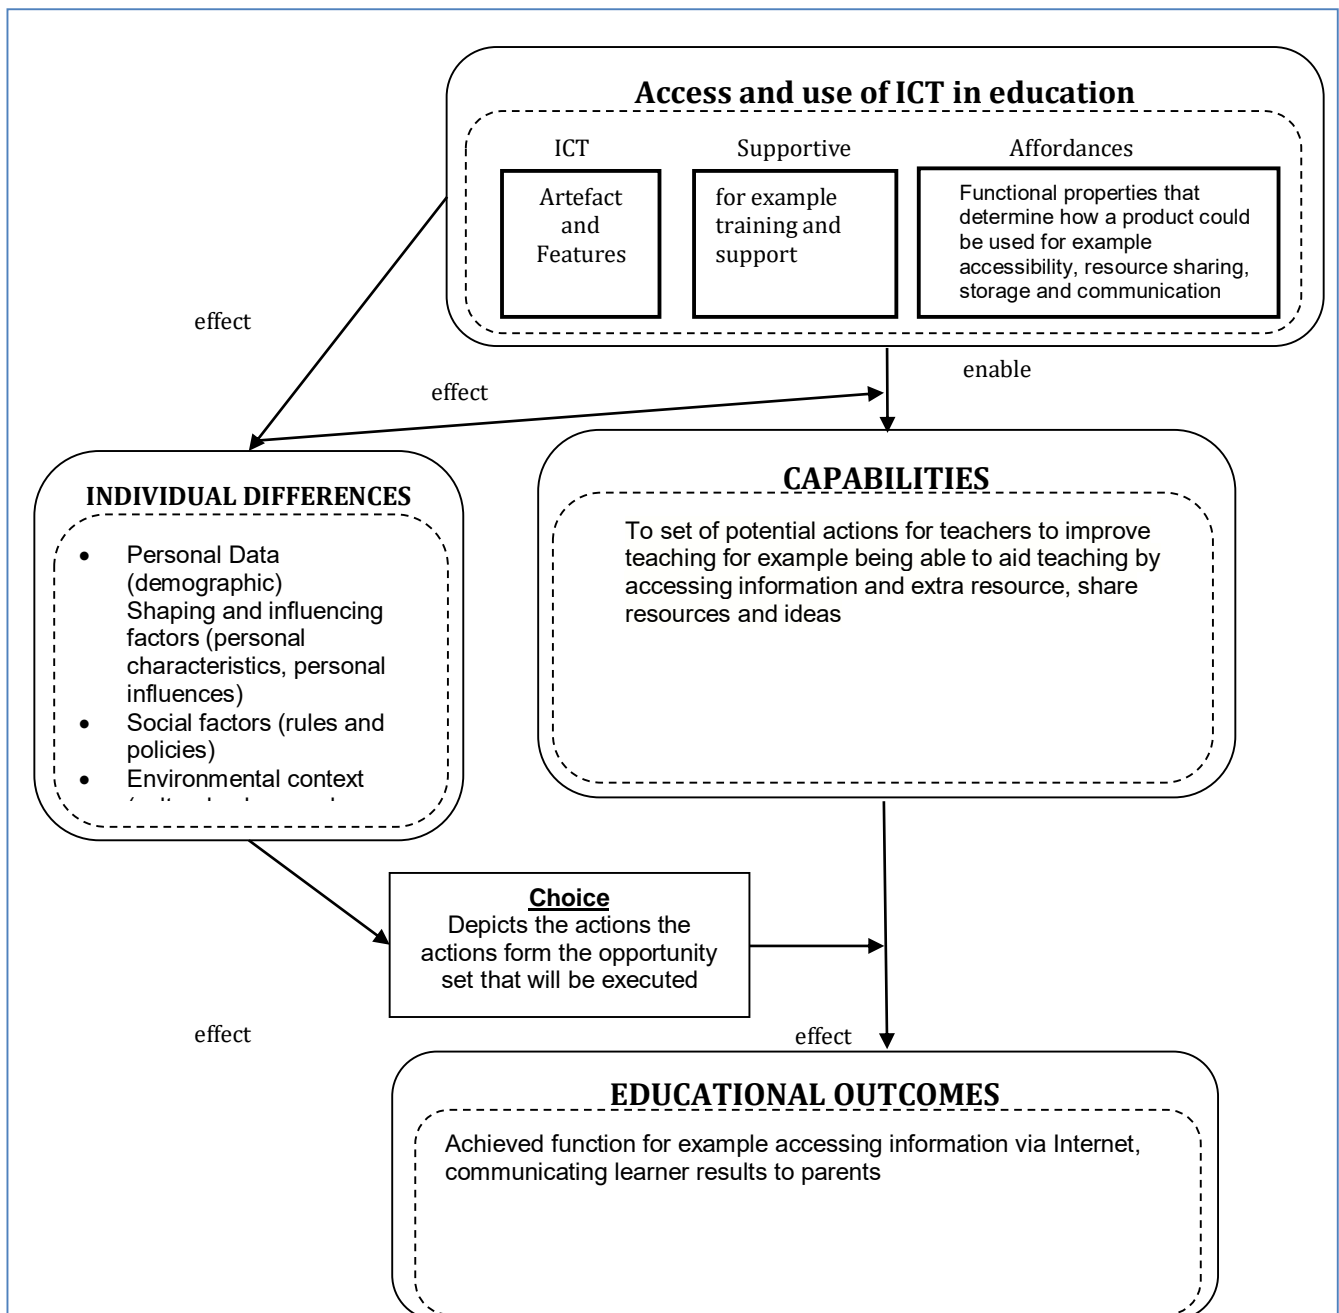 Access and use of ICT in education
ICT
Supportive
Affordances
Artefact
and
Features
for example
training and
support
Functional properties that
determine how a product could
be used for example
accessibility, resource sharing,
storage and communication
effect
enable
effect
INDIVIDUAL DIFFERENCES
• Personal Data
(demographic)
Shaping and influencing
factors (personal
characteristics, personal
influences)
• Social factors (rules and
policies)
• Environmental context
CAPABILITIES
To set of potential actions for teachers to improve
teaching for example being able to aid teaching by
accessing information and extra resource, share
resources and ideas
Choice
Depicts the actions the
actions form the opportunity
set that will be executed
effect
effect
EDUCATIONAL OUTCOMES
Achieved function for example accessing information via Internet,
communicating learner results to parents